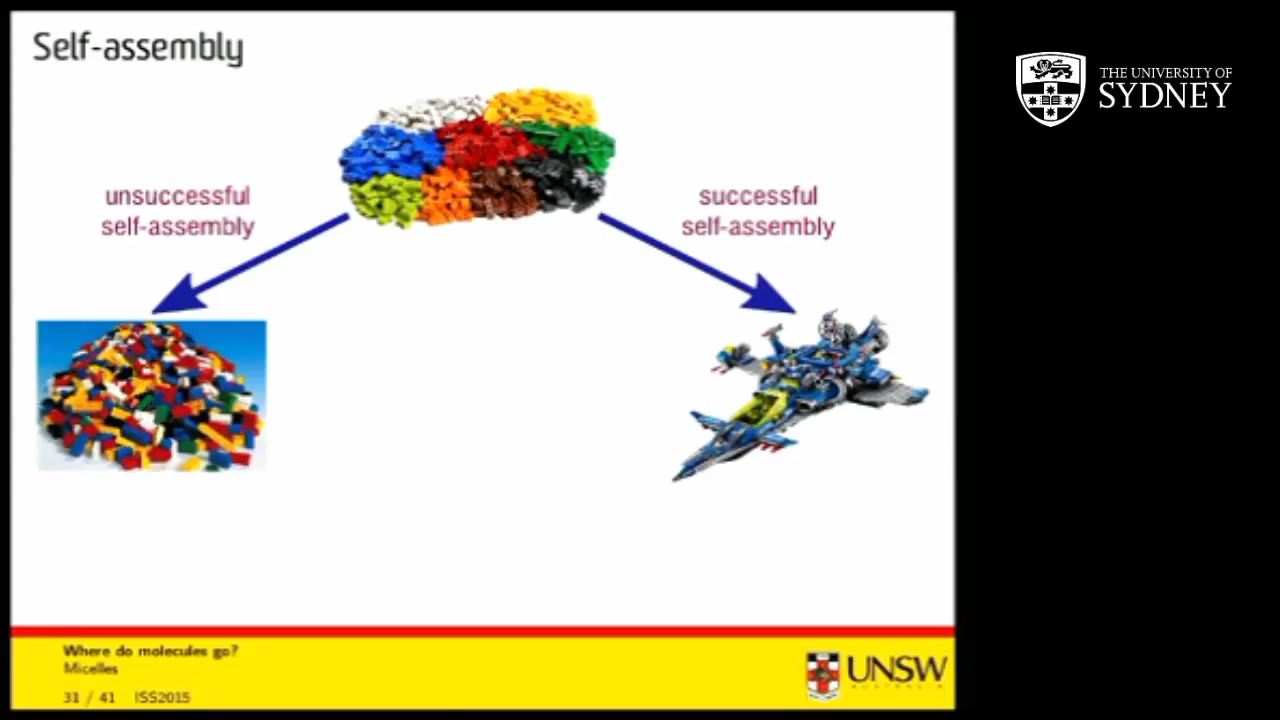 Self-assembly
THE UNIVERSITY OF
SYDNEY
unsuccessful
self-assembly
successful
self-assembly
Where do molecules go?
Micelles
31 / 41 ISS2015
UNSW
AUSTRALIA